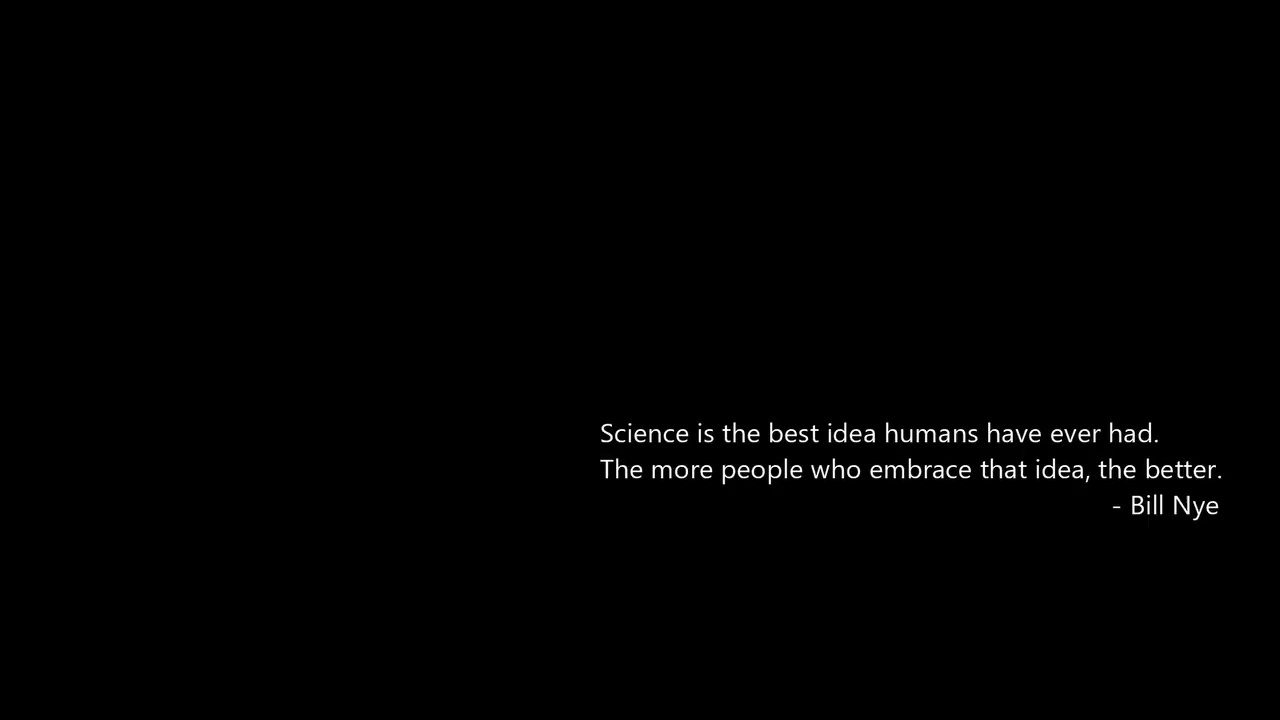 Science is the best idea humans have ever had.
The more people who embrace that idea, the better.
- Bill Nye